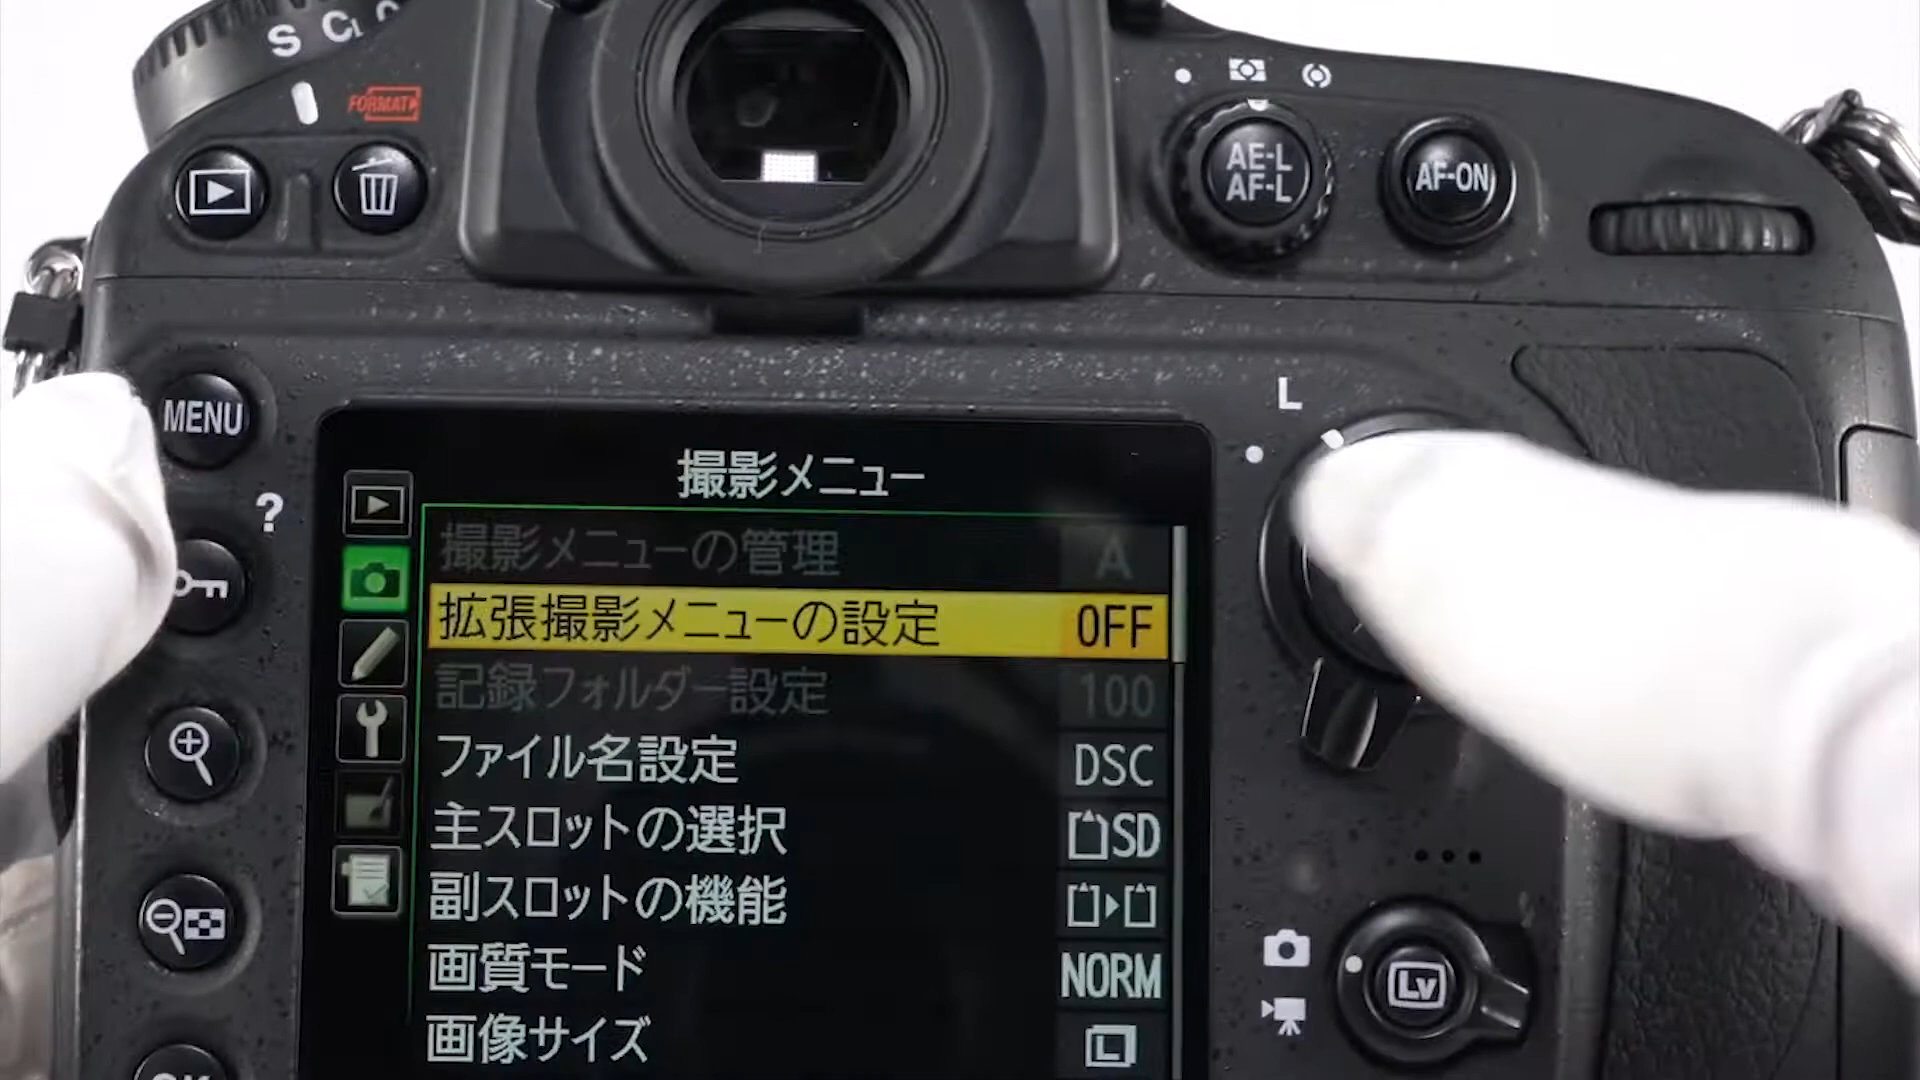 S CL
FORMAT
AE-L
AF-L
AF-ON
MENU
L
?
撮影メニュー
撮影メニューの管理 A
拡張撮影メニューの設定 OFF
記録フォルダー設定 100
ファイル名設定 DSC
主スロットの選択 SD
副スロットの機能
画質モード NORM
画像サイズ L
Lv
OK